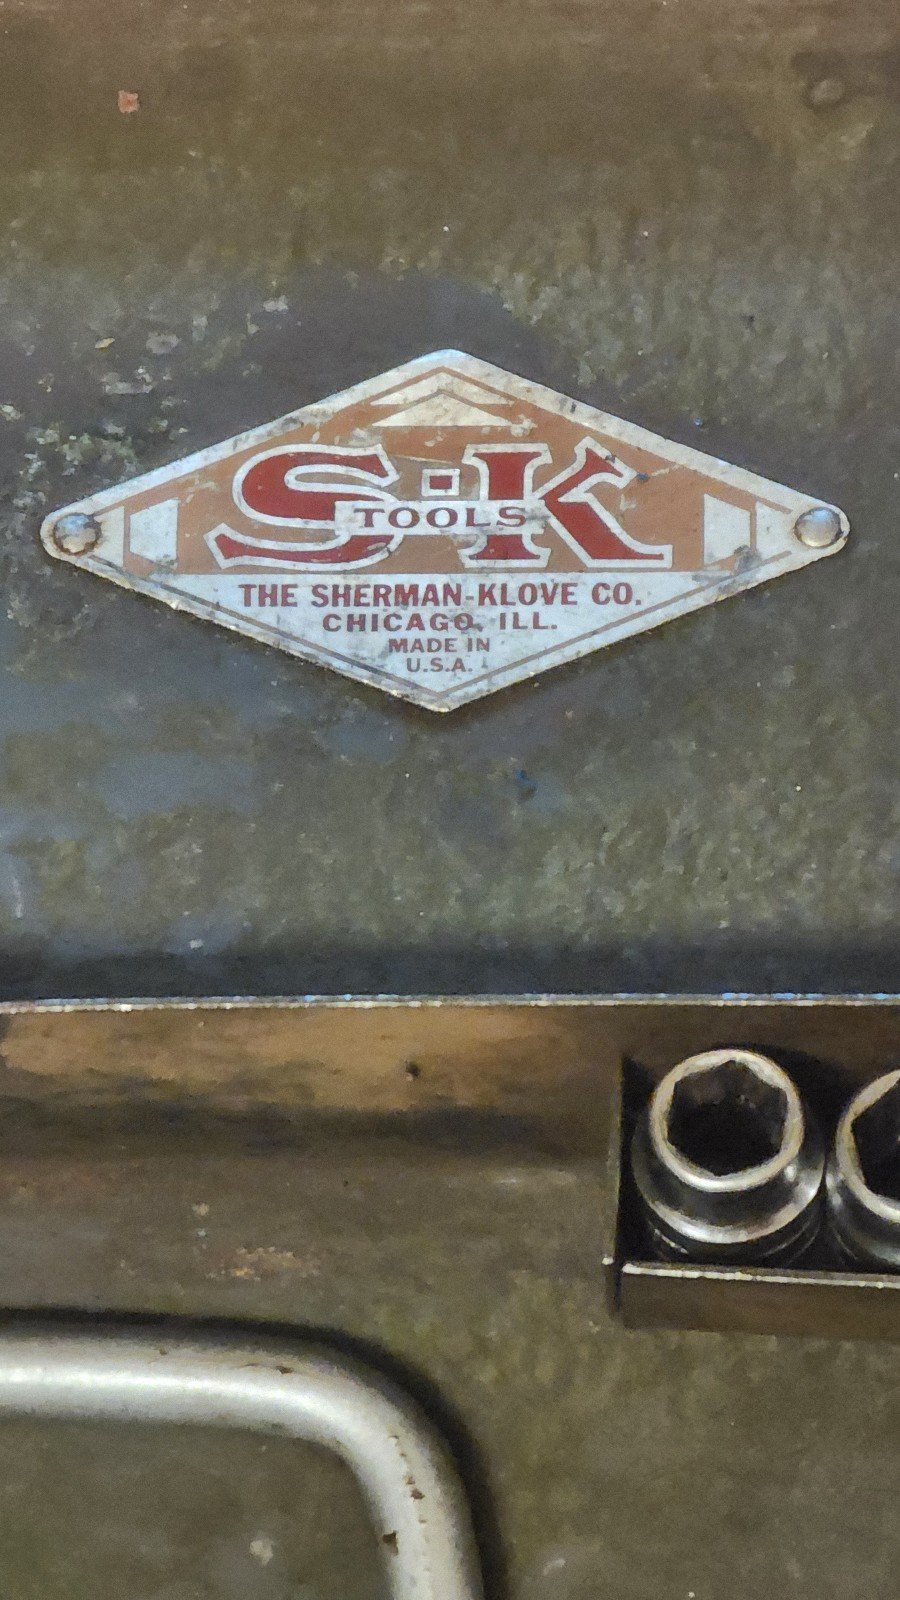 S·K
TOOLS
THE SHERMAN-KLOVE CO.
CHICAGO, ILL.
MADE IN
U.S.A.